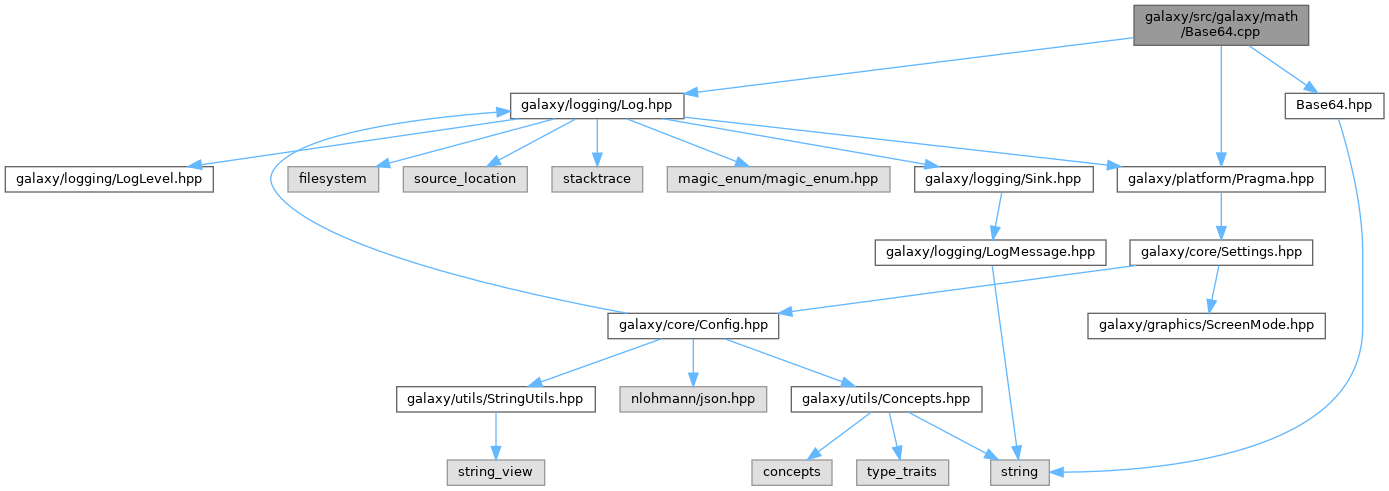 galaxy/src/galaxy/math
/Base64.cpp
galaxy/logging/Log.hpp
Base64.hpp
galaxy/logging/LogLevel.hpp
filesystem
source_location
stacktrace
magic_enum/magic_enum.hpp
galaxy/logging/Sink.hpp
galaxy/platform/Pragma.hpp
galaxy/logging/LogMessage.hpp
galaxy/core/Settings.hpp
galaxy/core/Config.hpp
galaxy/graphics/ScreenMode.hpp
galaxy/utils/StringUtils.hpp
nlohmann/json.hpp
galaxy/utils/Concepts.hpp
string_view
concepts
type_traits
string